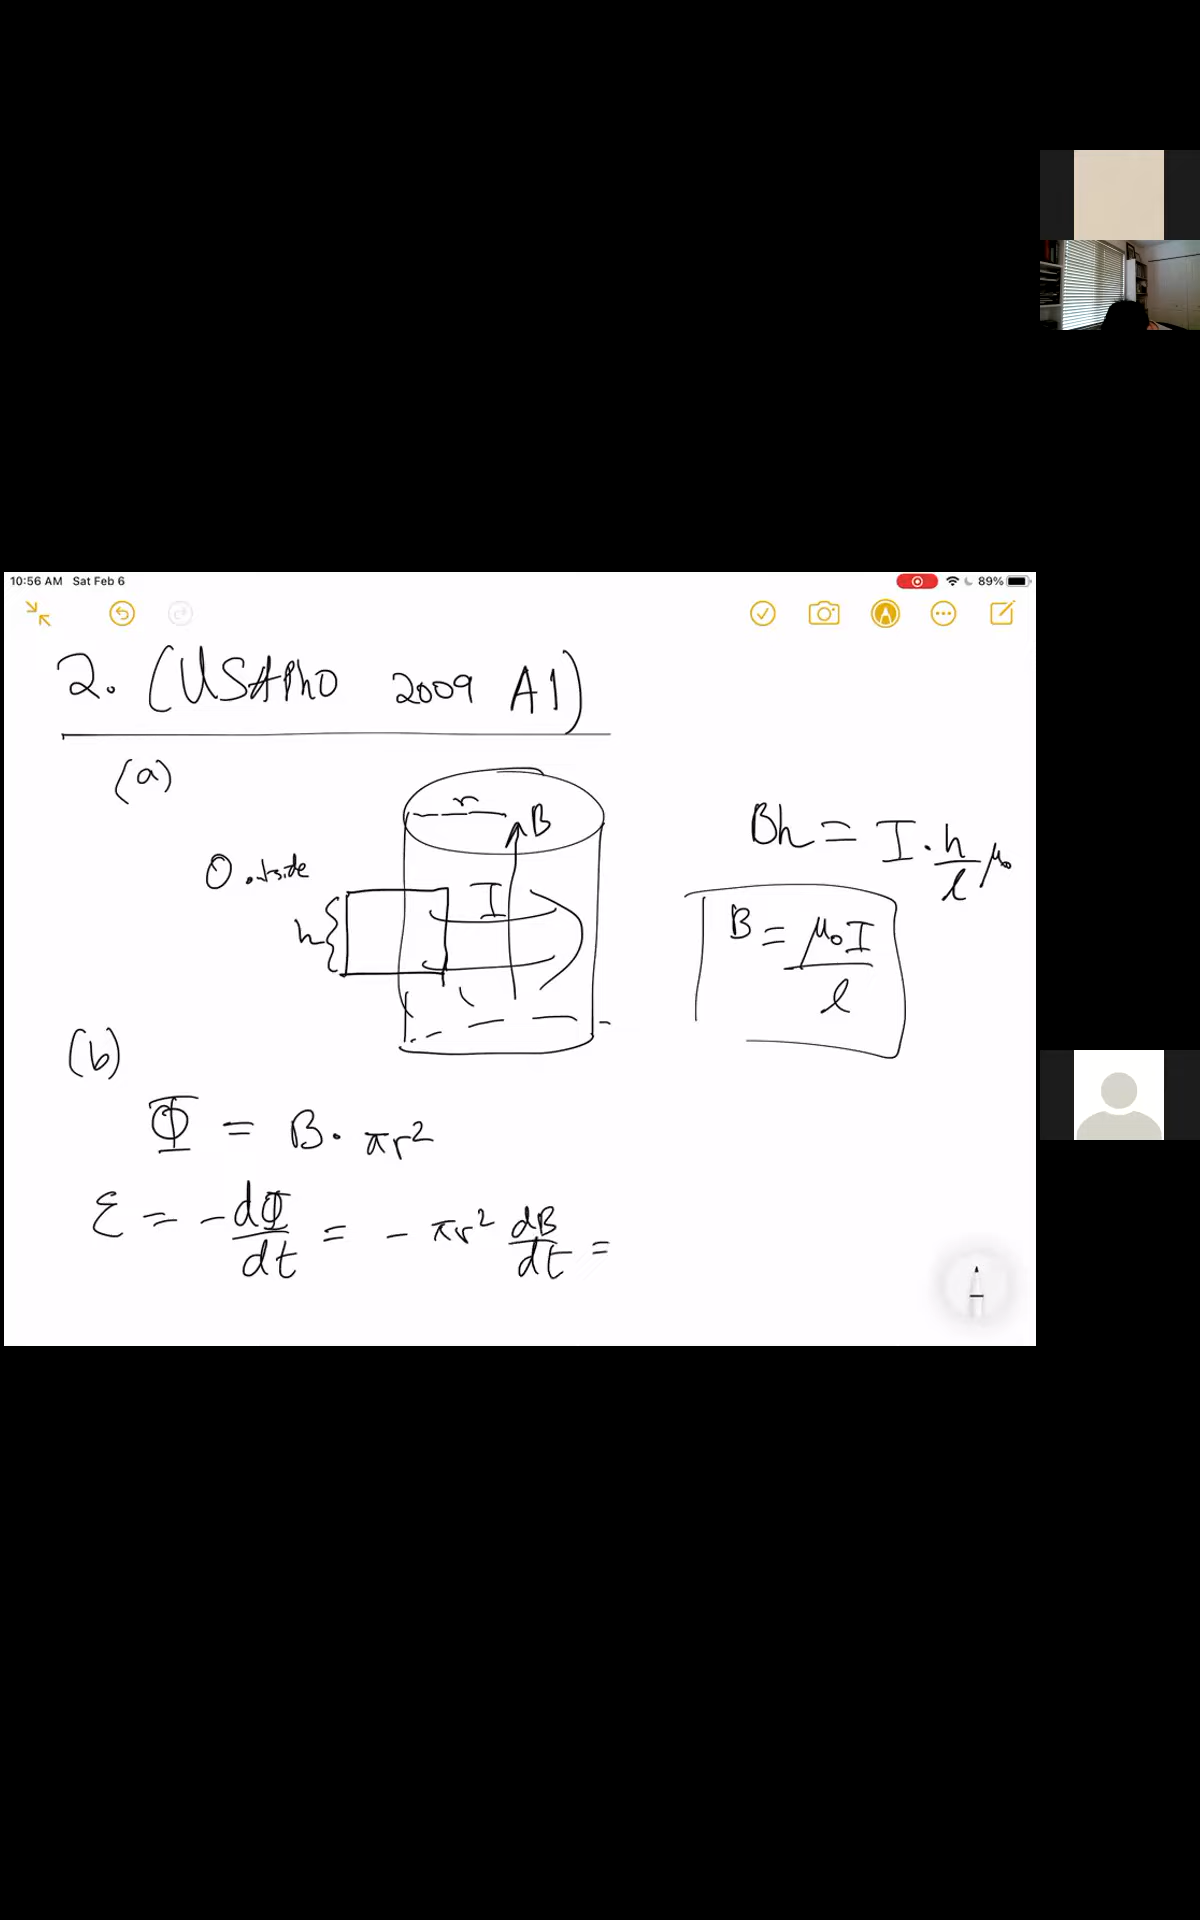 10:56 AM Sat Feb 6
89%
2. (USAPhO 2009 A1)
(a)
r
B
Bh = I · h/l μ₀
0 outside
I
h
B = μ₀I/l
(b)
Φ = B · πr²
ε = -dΦ/dt = - πr² dB/dt =